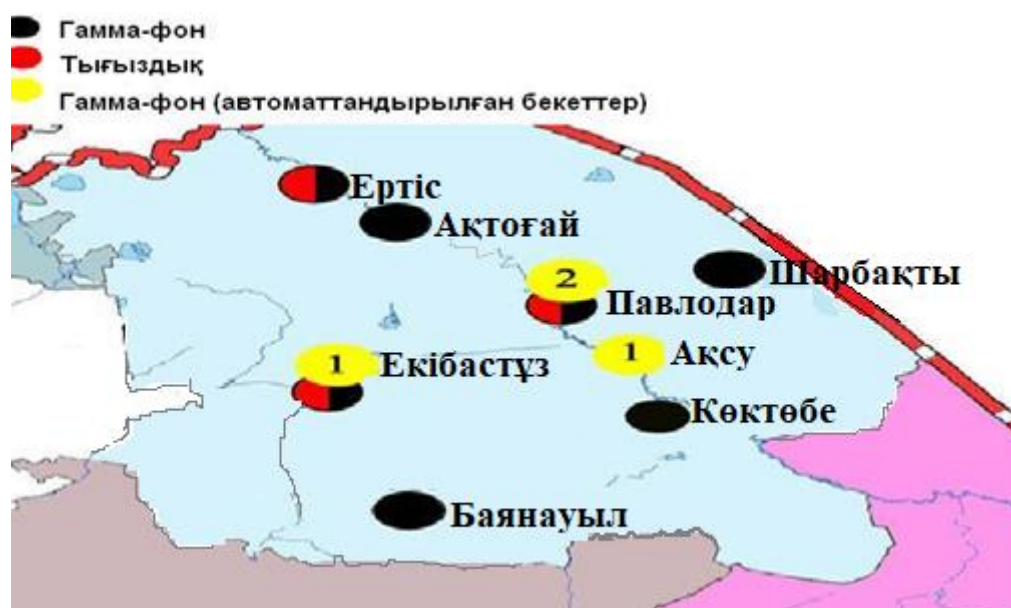 Гамма-фон
Тығыздық
Гамма-фон (автоматтандырылған бекеттер)
Ертіс
Ақтоғай
Шарбақты
2
Павлодар
1
Ақсу
1
Екібастұз
Көктөбе
Баянауыл